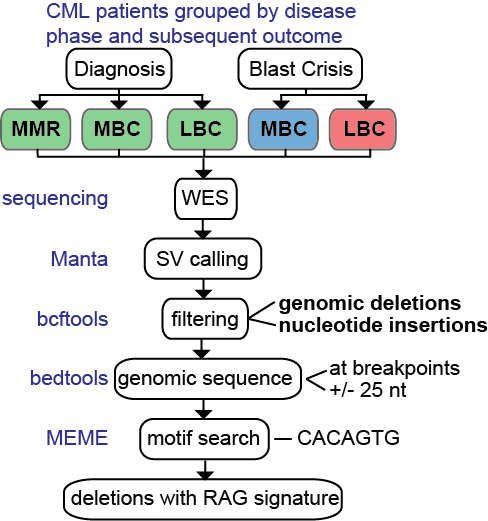 CML patients grouped by disease
phase and subsequent outcome
Diagnosis
Blast Crisis
MMR
MBC
LBC
MBC
LBC
sequencing
WES
Manta
SV calling
bcftools
filtering
genomic deletions
nucleotide insertions
bedtools
genomic sequence
at breakpoints
+/- 25 nt
MEME
motif search
CACAGTG
deletions with RAG signature